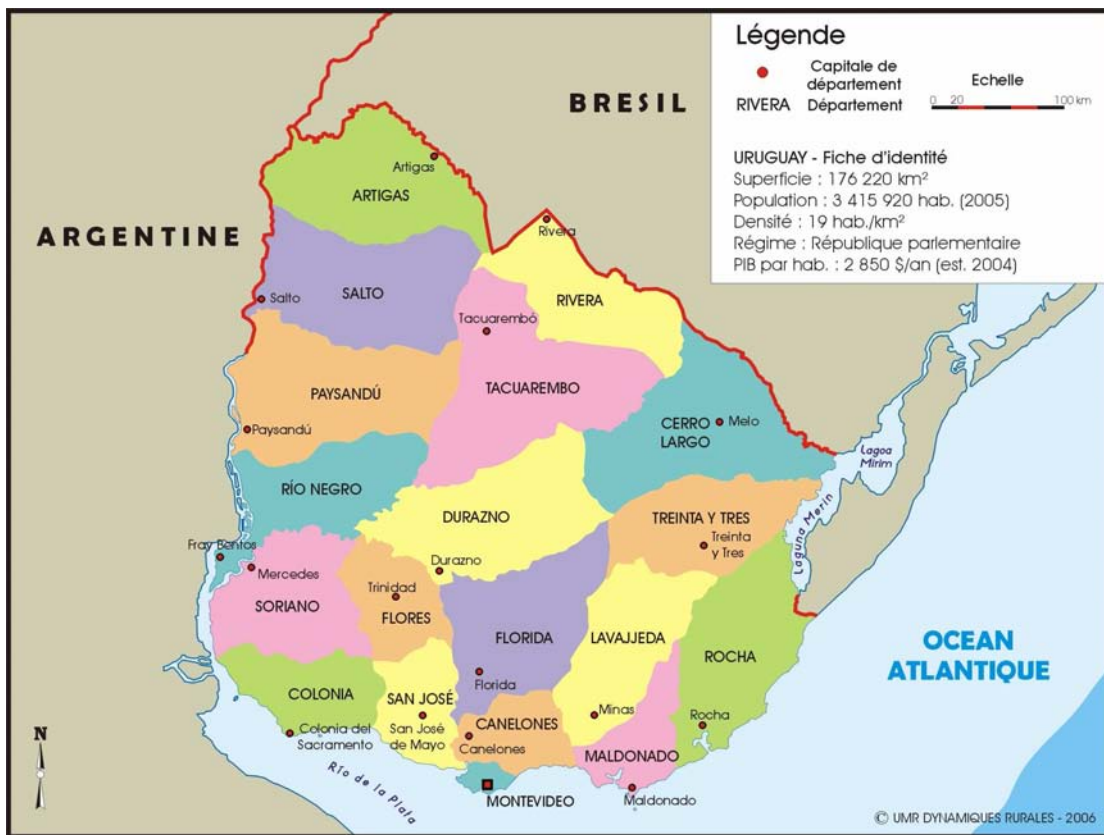 Légende
Capitale de
département
RIVERA Département
Echelle
0 20 100 km
URUGUAY - Fiche d'identité
Superficie : 176 220 km²
Population : 3 415 920 hab. (2005)
Densité : 19 hab./km²
Régime : République parlementaire
PIB par hab. : 2 850 $/an (est. 2004)
BRESIL
ARGENTINE
Artigas
ARTIGAS
Rivera
RIVERA
Salto
SALTO
Tacuarembó
TACUAREMBO
PAYSANDÚ
Paysandú
CERRO
LARGO
Melo
Lagoa
Mirim
Laguna Merin
RÍO NEGRO
DURAZNO
TREINTA Y TRES
Treinta
y Tres
Fray Bentos
Mercedes
Durazno
Trinidad
SORIANO
FLORES
FLORIDA
LAVAJJEDA
ROCHA
OCEAN
ATLANTIQUE
Florida
COLONIA
SAN JOSÉ
San José
de Mayo
CANELONES
Canelones
Minas
Rocha
Colonia del
Sacramento
MALDONADO
Maldonado
N
Río de la Plata
MONTEVIDEO
© UMR DYNAMIQUES RURALES - 2006